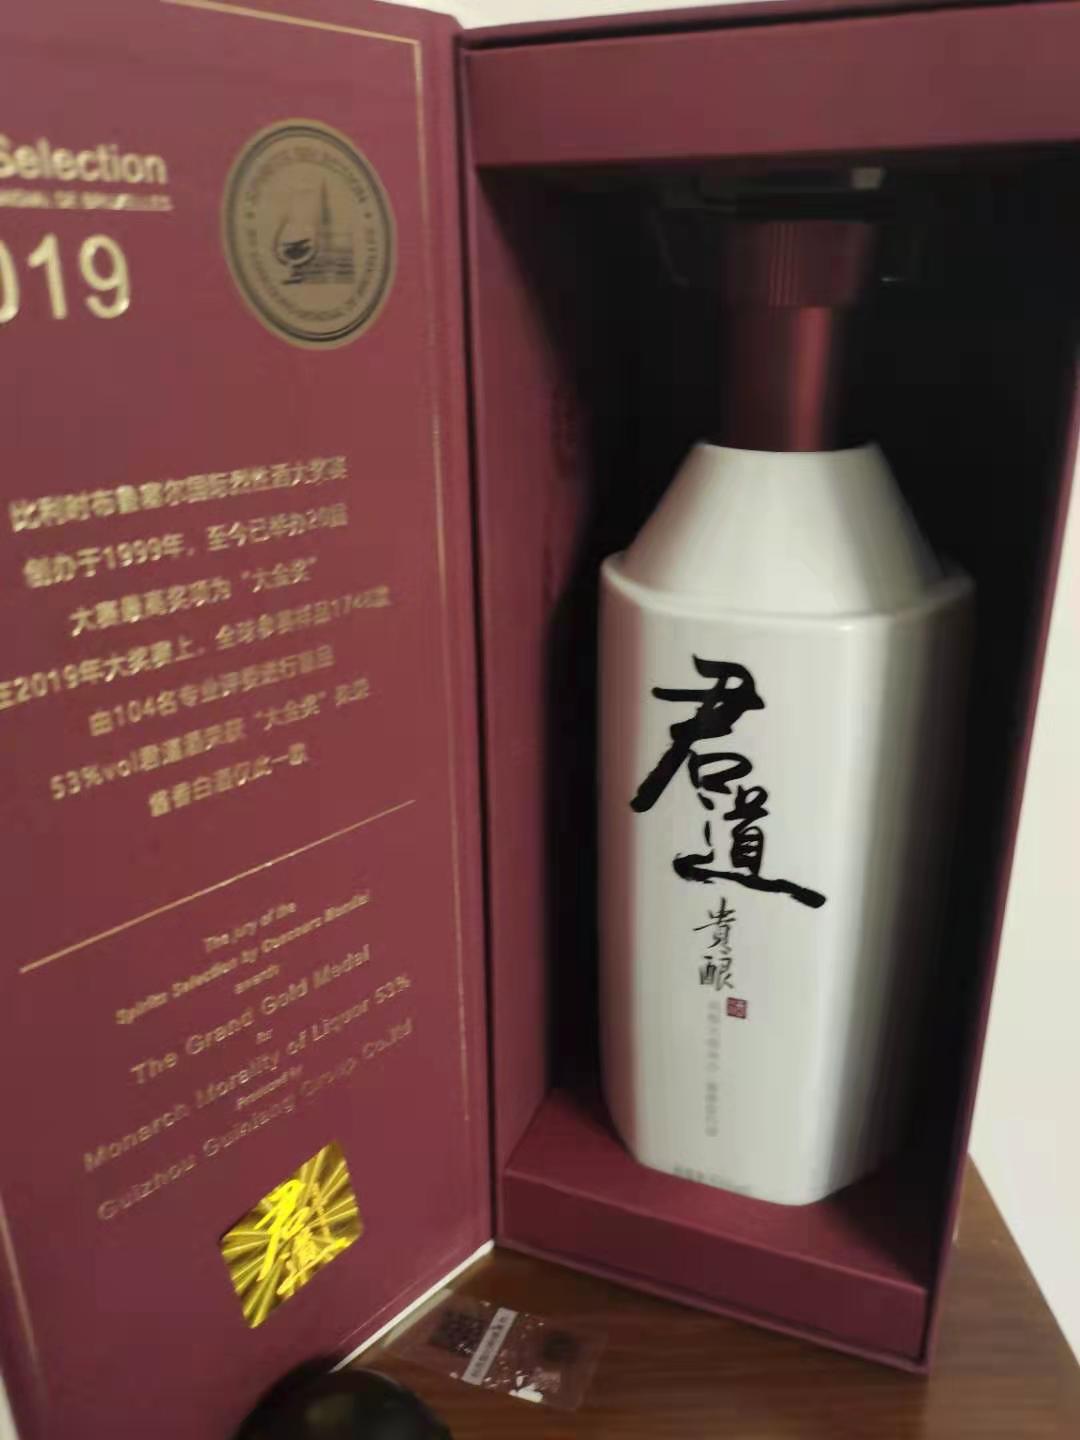 Selection
019
比利时布鲁塞尔国际烈性酒大奖赛
创办于1999年，至今已举办20届
大赛最高奖项为“大金奖”
在2019年大奖赛上，全球参赛样品1748款
由104名专业评委进行盲品
53%vol君道酒荣获“大金奖”
酱香白酒仅此一款
The jury of the
Spirits Selection by Concours Mondial
awards
The Grand Gold Medal
for
Monarch Morality of Liquor 53%
Produced by
Guizhou Guiniang Group Co.,ltd
君道
君道
貴釀